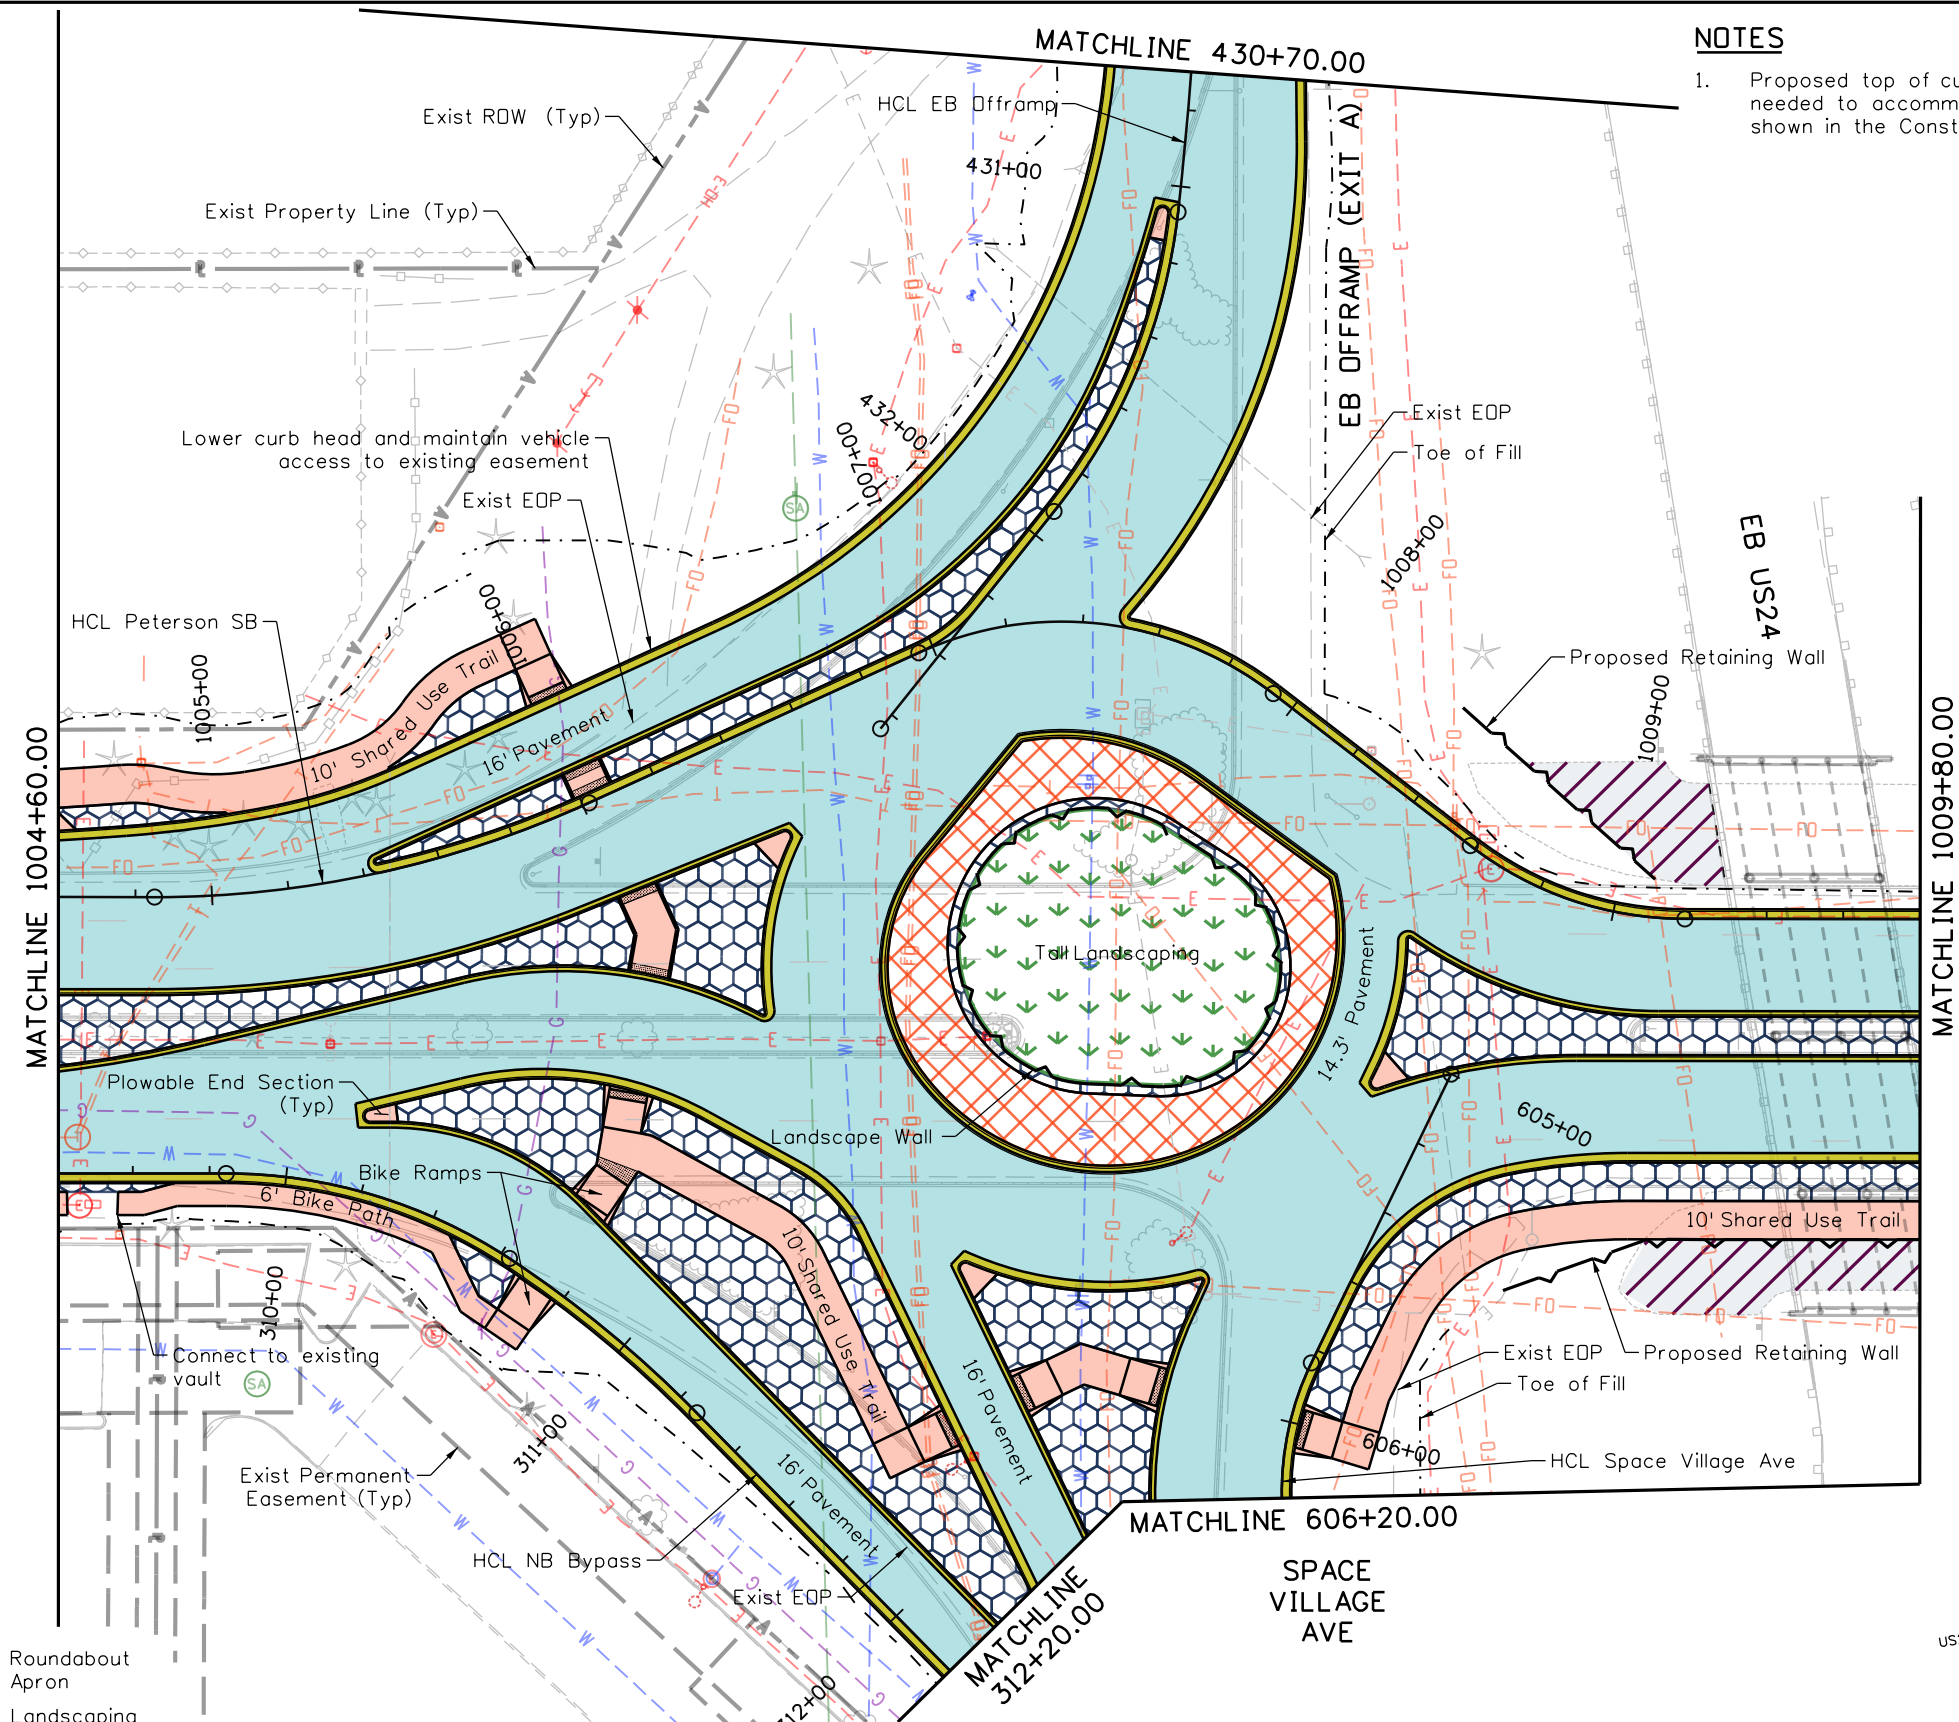 MATCHLINE 430+70.00
NOTES
1. Proposed top of cu
needed to accomm
shown in the Const
HCL EB Offramp
Exist ROW (Typ)
431+00
EB OFFRAMP (EXIT A)
Exist Property Line (Typ)
432+00
1007+00
Exist EOP
Toe of Fill
Lower curb head and maintain vehicle
access to existing easement
Exist EOP
SA
1008+00
EB US24
HCL Peterson SB
1006+00
1005+00
10' Shared Use Trail
16' Pavement
Proposed Retaining Wall
1009+00
MATCHLINE 1004+60.00
MATCHLINE 1009+80.00
Tall Landscaping
14.3' Pavement
Plowable End Section
(Typ)
Landscape Wall
605+00
Bike Ramps
6' Bike Path
10' Shared Use Trail
10' Shared Use Trail
310+00
Connect to existing
vault
SA
16' Pavement
Exist EOP
Proposed Retaining Wall
Toe of Fill
311+00
606+00
HCL Space Village Ave
Exist Permanent
Easement (Typ)
16' Pavement
MATCHLINE 606+20.00
HCL NB Bypass
Exist EOP
MATCHLINE
312+20.00
SPACE
VILLAGE
AVE
Roundabout
Apron
Landscaping
312+00